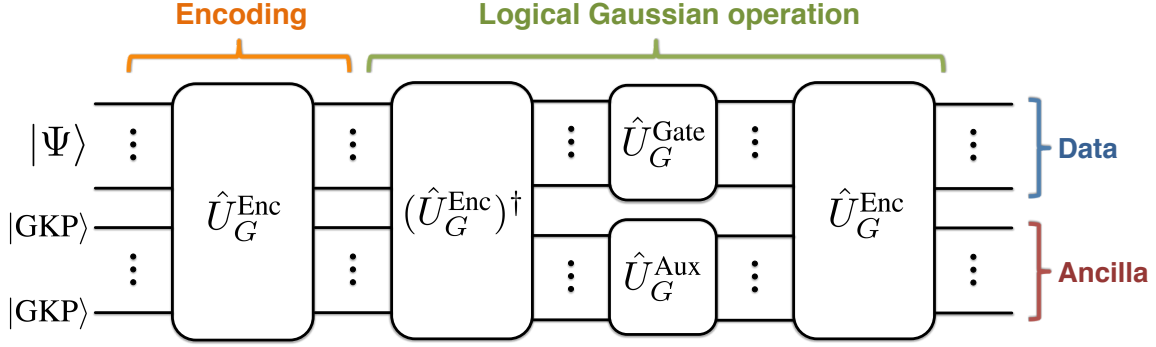 Encoding
Logical Gaussian operation
|Ψ⟩
|GKP⟩
|GKP⟩
Û_G^Enc
(Û_G^Enc)†
Û_G^Gate
Û_G^Aux
Û_G^Enc
Data
Ancilla